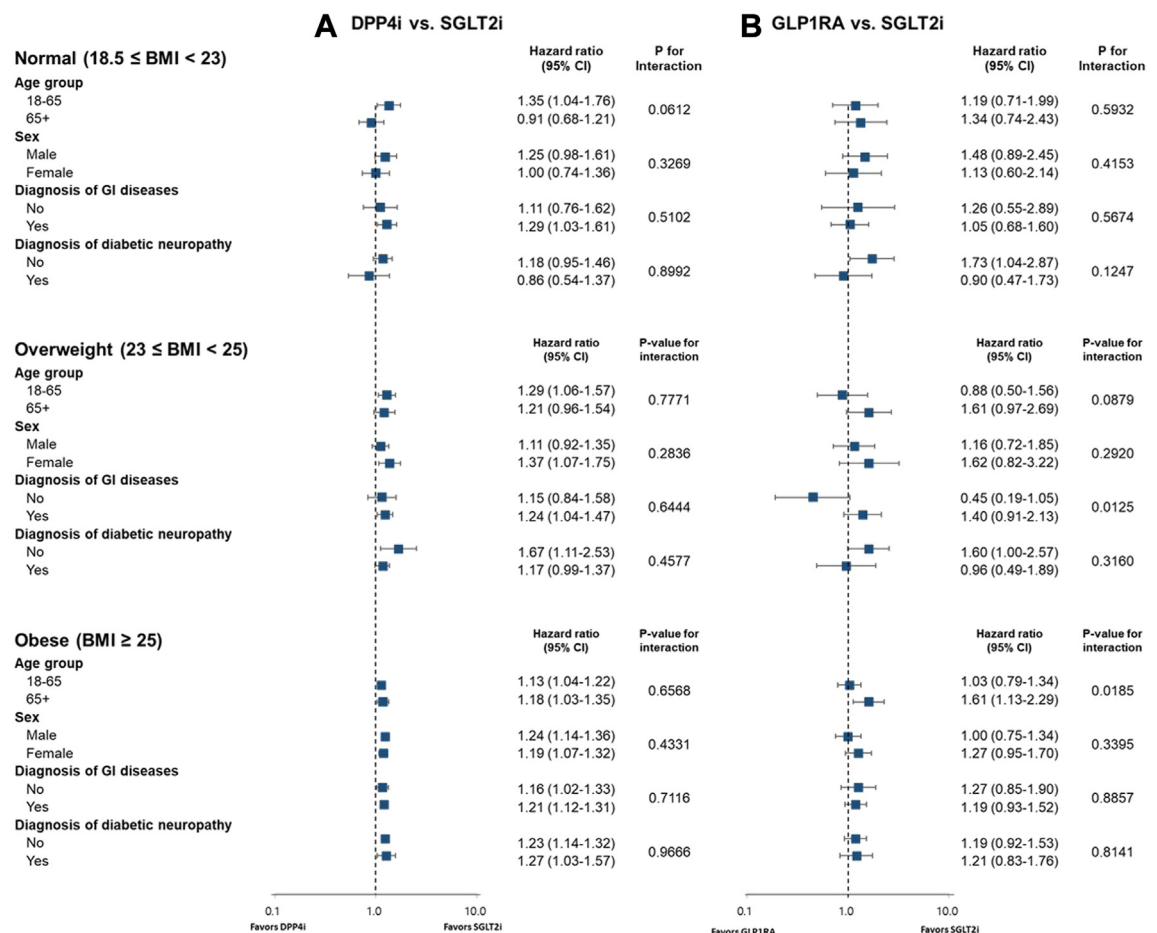 A DPP4i vs. SGLT2i B GLP1RA vs. SGLT2i
Normal (18.5 ≤ BMI < 23) Hazard ratio (95% CI) P for Interaction Hazard ratio (95% CI) P for Interaction
Age group
18-65 1.35 (1.04-1.76) 0.0612 1.19 (0.71-1.99) 0.5932
65+ 0.91 (0.68-1.21) 1.34 (0.74-2.43)
Sex
Male 1.25 (0.98-1.61) 0.3269 1.48 (0.89-2.45) 0.4153
Female 1.00 (0.74-1.36) 1.13 (0.60-2.14)
Diagnosis of GI diseases
No 1.11 (0.76-1.62) 0.5102 1.26 (0.55-2.89) 0.5674
Yes 1.29 (1.03-1.61) 1.05 (0.68-1.60)
Diagnosis of diabetic neuropathy
No 1.18 (0.95-1.46) 0.8992 1.73 (1.04-2.87) 0.1247
Yes 0.86 (0.54-1.37) 0.90 (0.47-1.73)
Overweight (23 ≤ BMI < 25) Hazard ratio (95% CI) P-value for interaction Hazard ratio (95% CI) P-value for interaction
Age group
18-65 1.29 (1.06-1.57) 0.7771 0.88 (0.50-1.56) 0.0879
65+ 1.21 (0.96-1.54) 1.61 (0.97-2.69)
Sex
Male 1.11 (0.92-1.35) 0.2836 1.16 (0.72-1.85) 0.2920
Female 1.37 (1.07-1.75) 1.62 (0.82-3.22)
Diagnosis of GI diseases
No 1.15 (0.84-1.58) 0.6444 0.45 (0.19-1.05) 0.0125
Yes 1.24 (1.04-1.47) 1.40 (0.91-2.13)
Diagnosis of diabetic neuropathy
No 1.67 (1.11-2.53) 0.4577 1.60 (1.00-2.57) 0.3160
Yes 1.17 (0.99-1.37) 0.96 (0.49-1.89)
Obese (BMI ≥ 25) Hazard ratio (95% CI) P-value for interaction Hazard ratio (95% CI) P-value for interaction
Age group
18-65 1.13 (1.04-1.22) 0.6568 1.03 (0.79-1.34) 0.0185
65+ 1.18 (1.03-1.35) 1.61 (1.13-2.29)
Sex
Male 1.24 (1.14-1.36) 0.4331 1.00 (0.75-1.34) 0.3395
Female 1.19 (1.07-1.32) 1.27 (0.95-1.70)
Diagnosis of GI diseases
No 1.16 (1.02-1.33) 0.7116 1.27 (0.85-1.90) 0.8857
Yes 1.21 (1.12-1.31) 1.19 (0.93-1.52)
Diagnosis of diabetic neuropathy
No 1.23 (1.14-1.32) 0.9666 1.19 (0.92-1.53) 0.8141
Yes 1.27 (1.03-1.57) 1.21 (0.83-1.76)
0.1 1.0 10.0 0.1 1.0 10.0
Favors DPP4i Favors SGLT2i Favors GLP1RA Favors SGLT2i